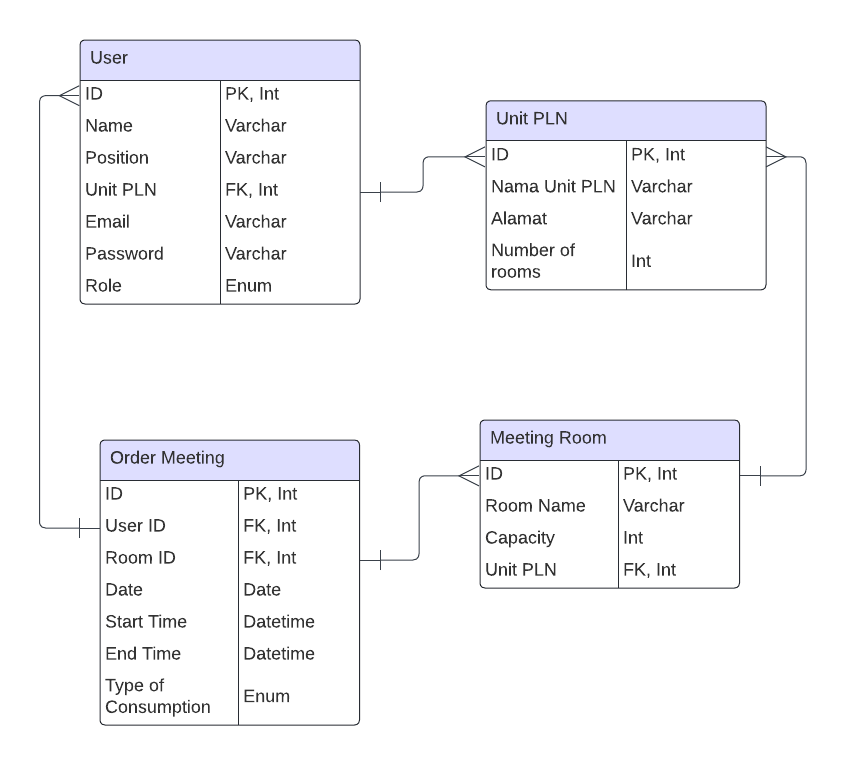 User
ID PK, Int
Name Varchar
Position Varchar
Unit PLN FK, Int
Email Varchar
Password Varchar
Role Enum
Unit PLN
ID PK, Int
Nama Unit PLN Varchar
Alamat Varchar
Number of
rooms Int
Order Meeting
ID PK, Int
User ID FK, Int
Room ID FK, Int
Date Date
Start Time Datetime
End Time Datetime
Type of
Consumption Enum
Meeting Room
ID PK, Int
Room Name Varchar
Capacity Int
Unit PLN FK, Int